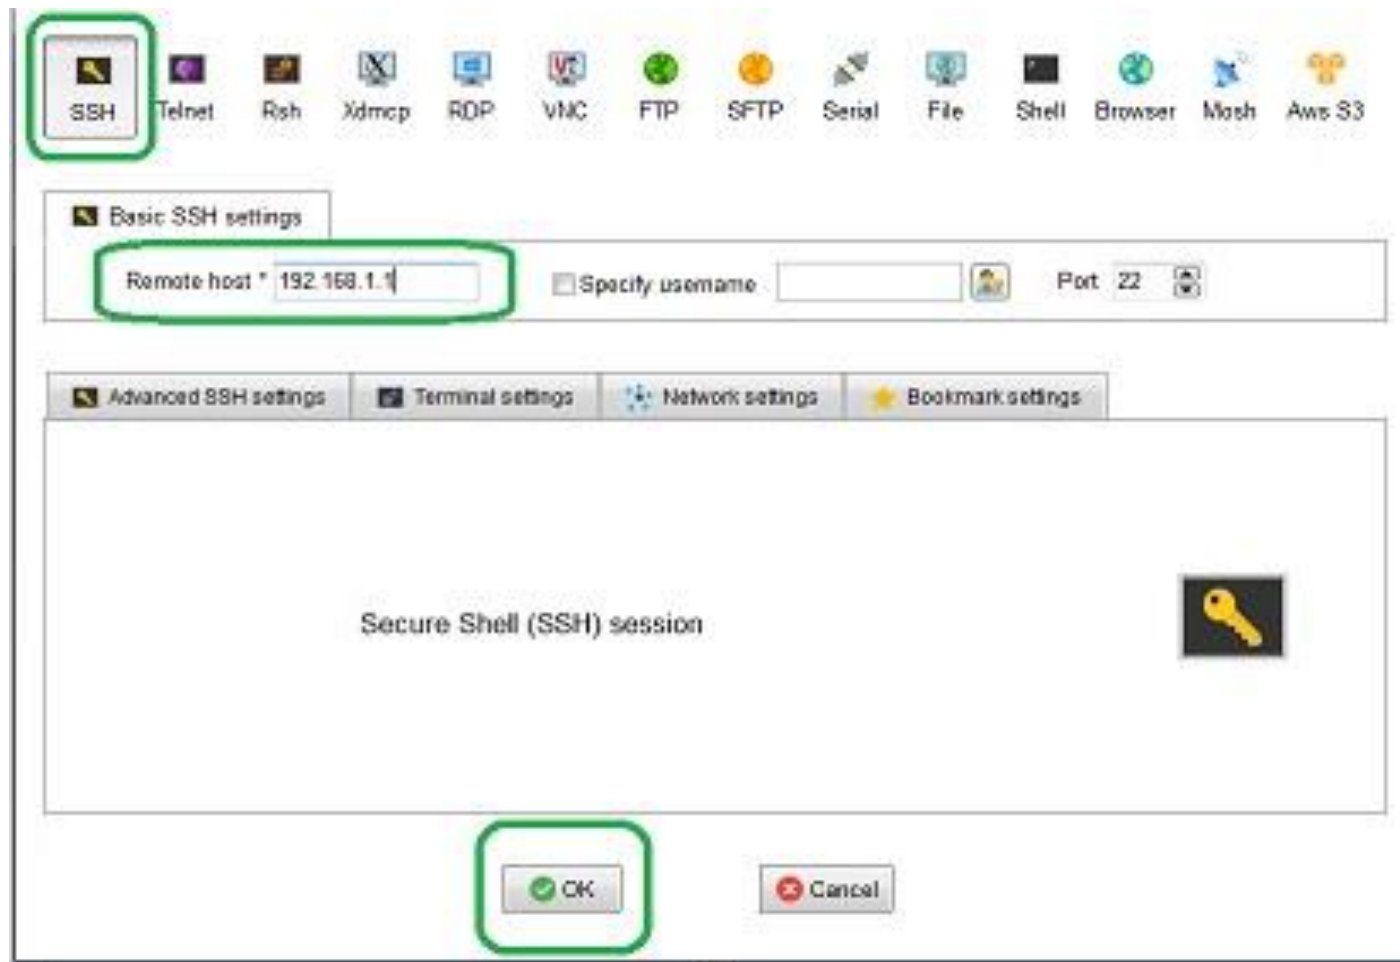 SSH Telnet Rsh Xdmcp RDP VNC FTP SFTP Serial File Shell Browser Mosh Aws S3
Basic SSH settings
Remote host * 192.168.1.1 Specify username Port 22
Advanced SSH settings Terminal settings Network settings Bookmark settings
Secure Shell (SSH) session
OK Cancel